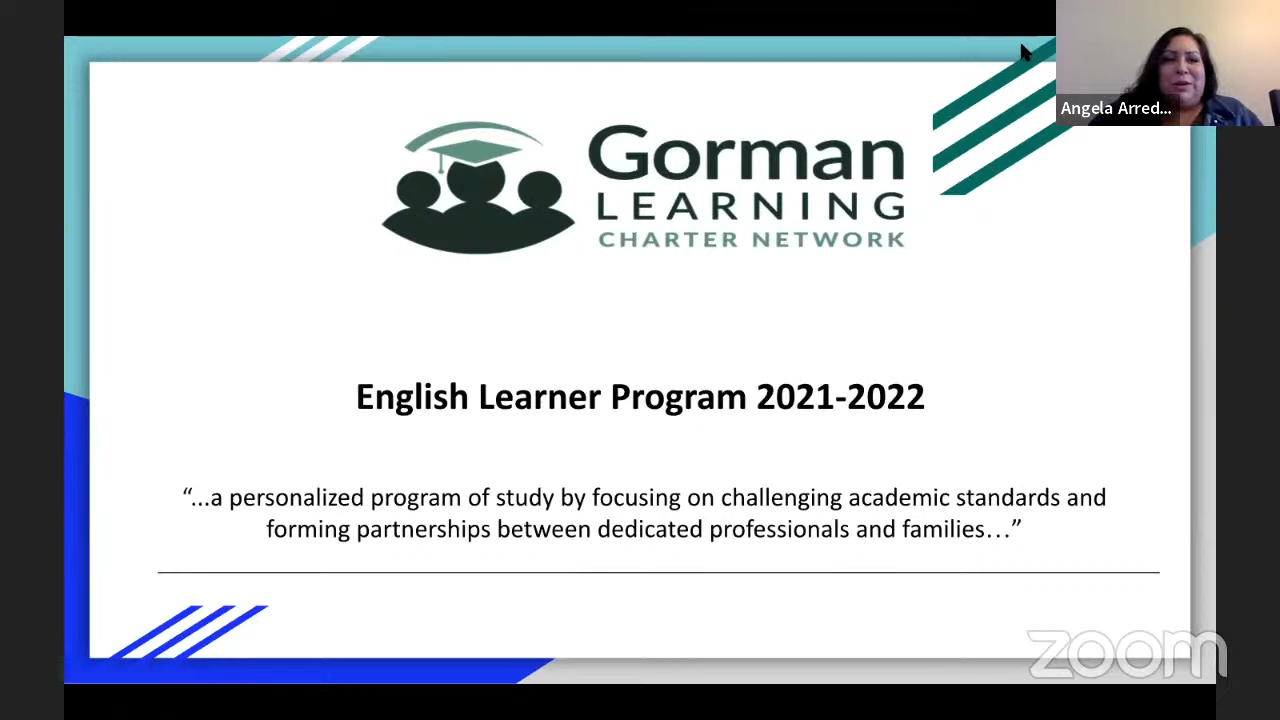 Angela Arred...
Gorman
LEARNING
CHARTER NETWORK
English Learner Program 2021-2022
“...a personalized program of study by focusing on challenging academic standards and
forming partnerships between dedicated professionals and families…”
zoom